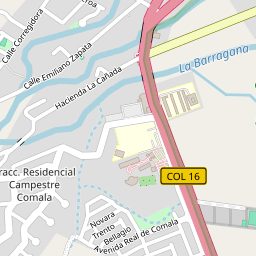 Calle Corregidora
Calle Emiliano Zapata
La Barragana
Hacienda La Cañada
racc. Residencial
Campestre
Comala
COL 16
Novara
Trento
Bellagio
Avenida Real de Comala